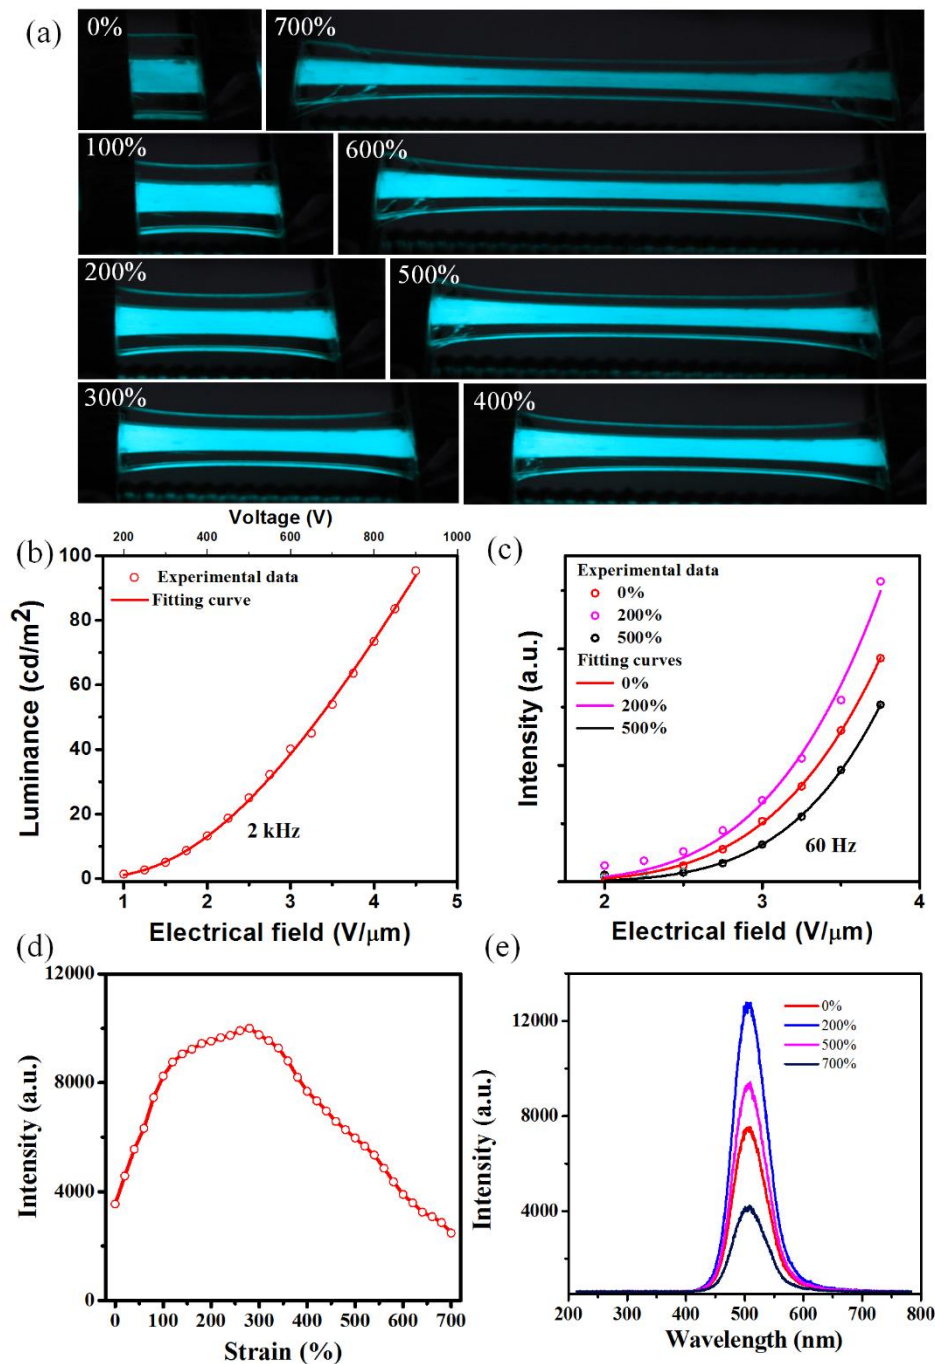 (a)
0%
700%
100%
600%
200%
500%
300%
400%
(b)
Voltage (V)
200 400 600 800 1000
100
80
60
40
20
0
Luminance (cd/m²)
Experimental data
Fitting curve
2 kHz
1 2 3 4 5
Electrical field (V/μm)
(c)
Intensity (a.u.)
Experimental data
0%
200%
500%
Fitting curves
0%
200%
500%
60 Hz
2 3 4
Electrical field (V/μm)
(d)
12000
8000
4000
0
Intensity (a.u.)
0 100 200 300 400 500 600 700
Strain (%)
(e)
12000
8000
4000
Intensity (a.u.)
0%
200%
500%
700%
200 300 400 500 600 700 800
Wavelength (nm)